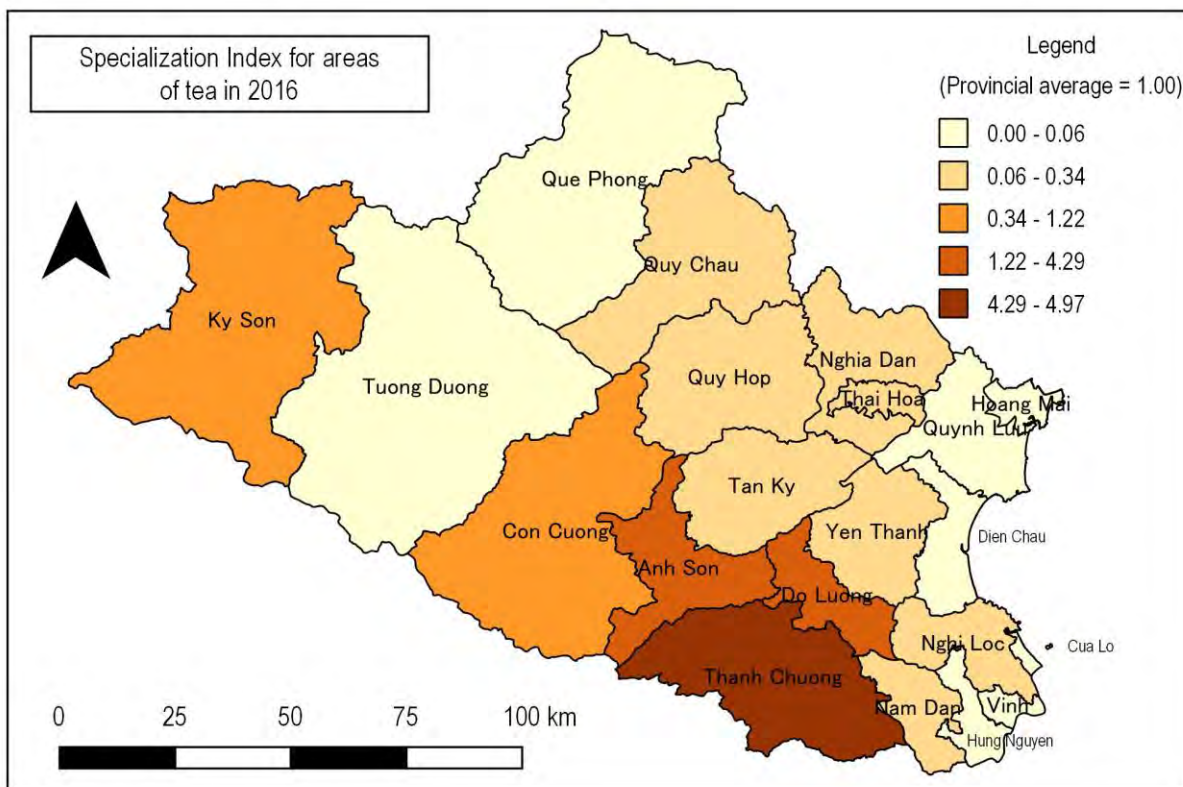 Specialization Index for areas
of tea in 2016
Legend
(Provincial average = 1.00)
0.00 - 0.06
0.06 - 0.34
0.34 - 1.22
1.22 - 4.29
4.29 - 4.97
Que Phong
Quy Chau
Ky Son
Nghia Dan
Quy Hop
Tuong Duong
Thai Hoa
Hoang Mai
Quynh Luu
Tan Ky
Con Cuong
Yen Thanh
Dien Chau
Anh Son
Do Luong
Nghi Loc
Cua Lo
Thanh Chuong
Nam Dan
Vinh
Hung Nguyen
0 25 50 75 100 km